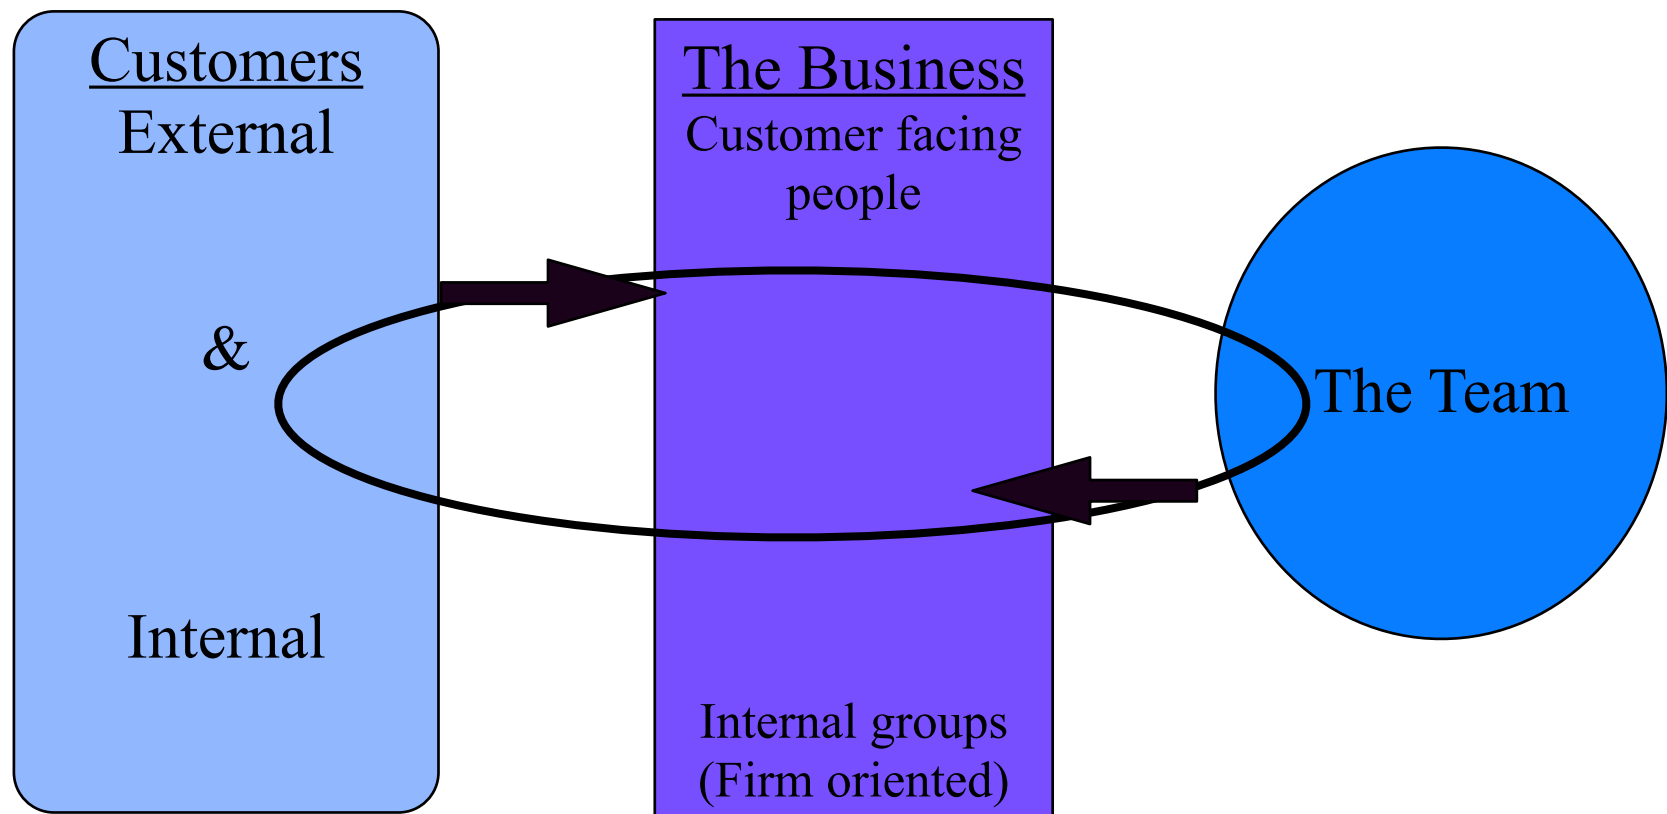 Customers
External
&
Internal
The Business
Customer facing
people
Internal groups
(Firm oriented)
The Team